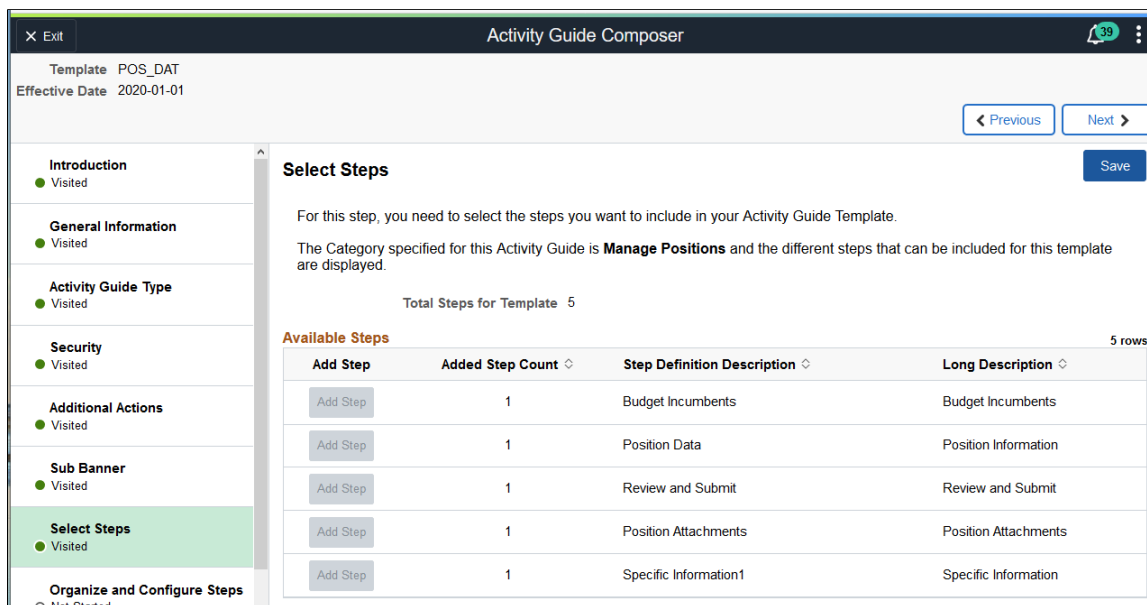 Exit
Activity Guide Composer
39
Template POS_DAT
Effective Date 2020-01-01
Previous
Next
Introduction
Visited
General Information
Visited
Activity Guide Type
Visited
Security
Visited
Additional Actions
Visited
Sub Banner
Visited
Select Steps
Visited
Organize and Configure Steps
Not Started
Select Steps
Save
For this step, you need to select the steps you want to include in your Activity Guide Template.
The Category specified for this Activity Guide is Manage Positions and the different steps that can be included for this template
are displayed.
Total Steps for Template 5
Available Steps
5 rows
Add Step Added Step Count Step Definition Description Long Description
Add Step 1 Budget Incumbents Budget Incumbents
Add Step 1 Position Data Position Information
Add Step 1 Review and Submit Review and Submit
Add Step 1 Position Attachments Position Attachments
Add Step 1 Specific Information1 Specific Information